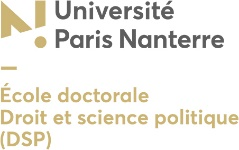 Université
Paris Nanterre
École doctorale
Droit et science politique
(DSP)